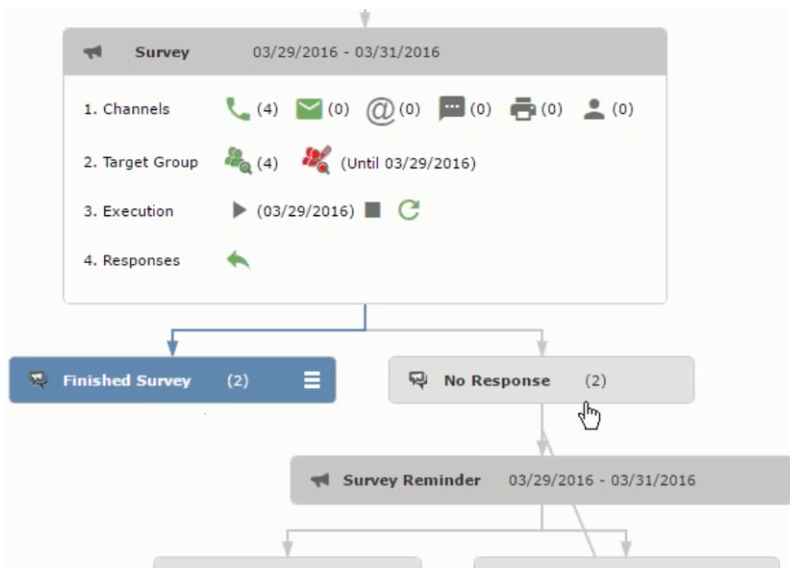 Survey 03/29/2016 - 03/31/2016
1. Channels (4) (0) @ (0) (0) (0) (0)
2. Target Group (4) (Until 03/29/2016)
3. Execution (03/29/2016)
4. Responses
Finished Survey (2) No Response (2)
Survey Reminder 03/29/2016 - 03/31/2016